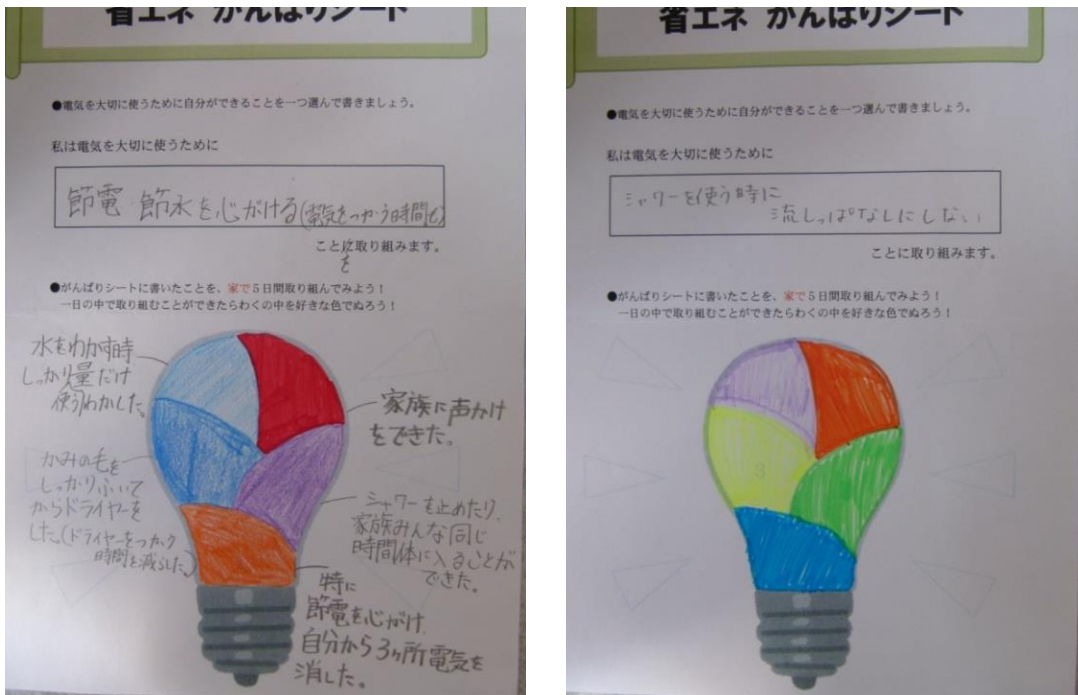 省エネ がんばりシート
●電気を大切に使うために自分ができることを一つ選んで書きましょう。
私は電気を大切に使うために
節電・節水を心がける(電気をつかう時間も)
ことに取り組みます。
を
●がんばりシートに書いたことを、家で5日間取り組んでみよう!
一日の中で取り組むことができたらわくの中を好きな色でぬろう!
水をわかす時
しっかり量だけ
使う わかした。
家族に声かけ
をできた。
かみの毛を
しっかりふいて
からドライヤーを
した。(ドライヤーをつかう
時間を減らした。)
シャワーを止めたり、
家族みんな同じ
時間体に入ることが
できた。
特に
節電を心がけ、
自分から3ヶ所電気を
消した。
省エネ がんばりシート
●電気を大切に使うために自分ができることを一つ選んで書きましょう。
私は電気を大切に使うために
シャワーを使う時に
流しっぱなしにしない
ことに取り組みます。
●がんばりシートに書いたことを、家で5日間取り組んでみよう!
一日の中で取り組むことができたらわくの中を好きな色でぬろう!
3